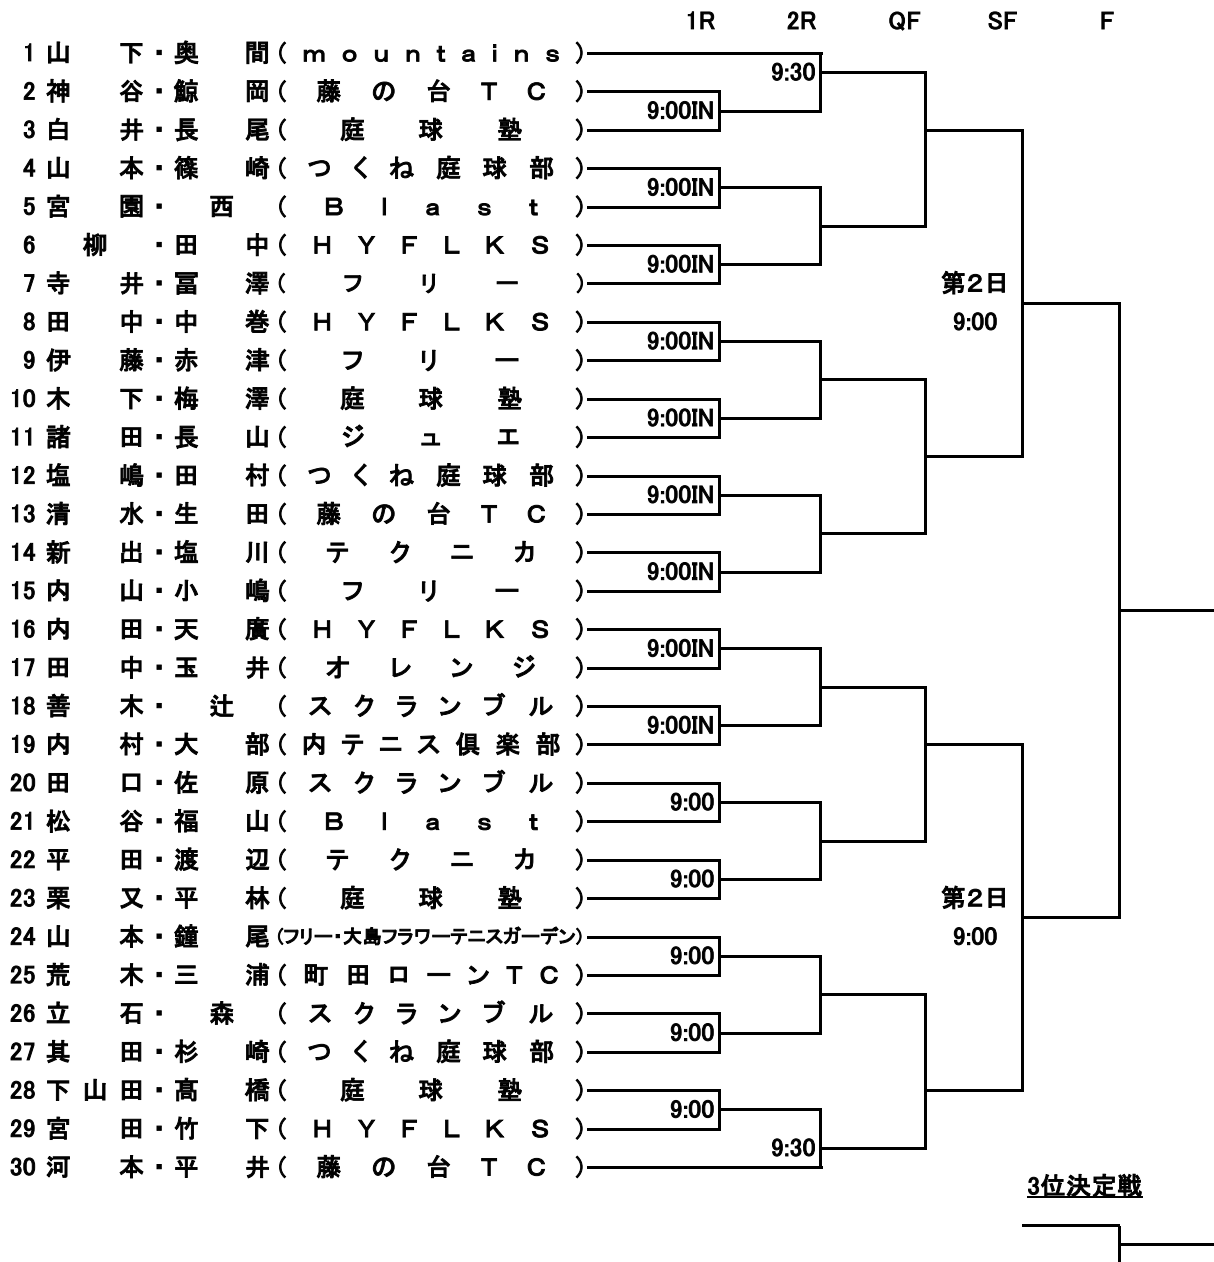 1R 2R QF SF F
1 山下・奥間(mountains)
9:30
2 神谷・鯨岡(藤の台TC)
9:00IN
3 白井・長尾(庭球塾)
4 山本・篠崎(つくね庭球部)
9:00IN
5 宮園・西(Blast)
6 柳・田中(HYFLKS)
9:00IN
7 寺井・冨澤(フリー)
第2日
9:00
8 田中・中巻(HYFLKS)
9:00IN
9 伊藤・赤津(フリー)
10 木下・梅澤(庭球塾)
9:00IN
11 諸田・長山(ジュエ)
12 塩嶋・田村(つくね庭球部)
9:00IN
13 清水・生田(藤の台TC)
14 新出・塩川(テクニカ)
9:00IN
15 内山・小嶋(フリー)
16 内田・天廣(HYFLKS)
9:00IN
17 田中・玉井(オレンジ)
18 善木・辻(スクランブル)
9:00IN
19 内村・大部(内テニス倶楽部)
20 田口・佐原(スクランブル)
9:00
21 松谷・福山(Blast)
22 平田・渡辺(テクニカ)
9:00
23 栗又・平林(庭球塾)
第2日
9:00
24 山本・鐘尾(フリー・大島フラワーテニスガーデン)
9:00
25 荒木・三浦(町田ローンTC)
26 立石・森(スクランブル)
9:00
27 其田・杉崎(つくね庭球部)
28 下山田・髙橋(庭球塾)
9:00
29 宮田・竹下(HYFLKS)
9:30
30 河本・平井(藤の台TC)
3位決定戦